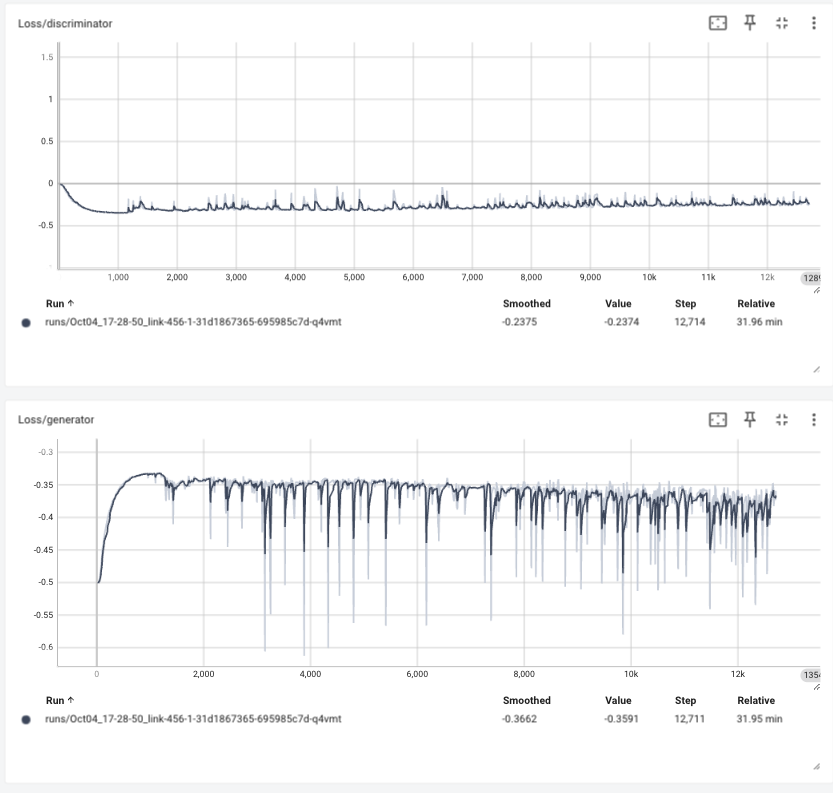 Loss/discriminator
1.5
1
0.5
0
-0.5
1,000 2,000 3,000 4,000 5,000 6,000 7,000 8,000 9,000 10k 11k 12k 1289
Run ↑ Smoothed Value Step Relative
runs/Oct04_17-28-50_link-456-1-31d1867365-695985c7d-q4vmt -0.2375 -0.2374 12,714 31.96 min
Loss/generator
-0.3
-0.35
-0.4
-0.45
-0.5
-0.55
-0.6
0 2,000 4,000 6,000 8,000 10k 12k 1354
Run ↑ Smoothed Value Step Relative
runs/Oct04_17-28-50_link-456-1-31d1867365-695985c7d-q4vmt -0.3662 -0.3591 12,711 31.95 min